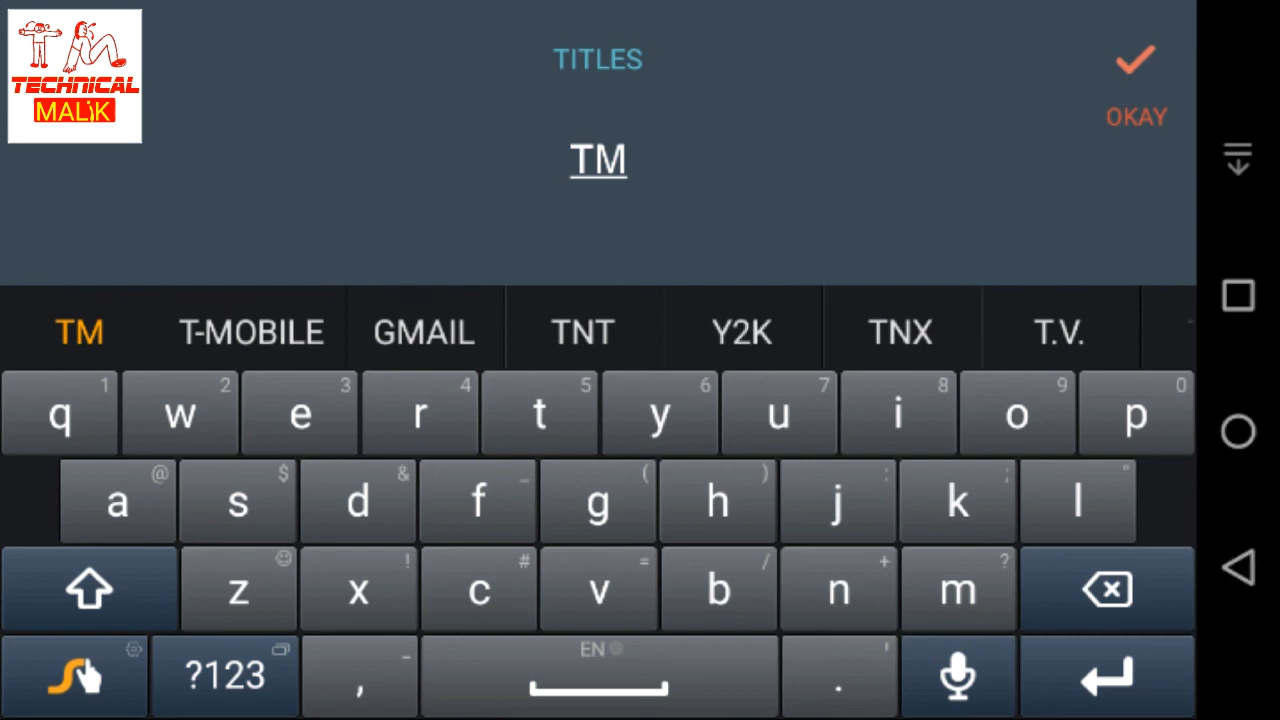 TECHNICAL
MALiK
TITLES
OKAY
TM
TM T-MOBILE GMAIL TNT Y2K TNX T.V.
1 2 3 4 5 6 7 8 9 0
q w e r t y u i o p
@ $ & _ ( ) : ; "
a s d f g h j k l
! # = / + ?
z x c v b n m
EN _ '
?123 , .